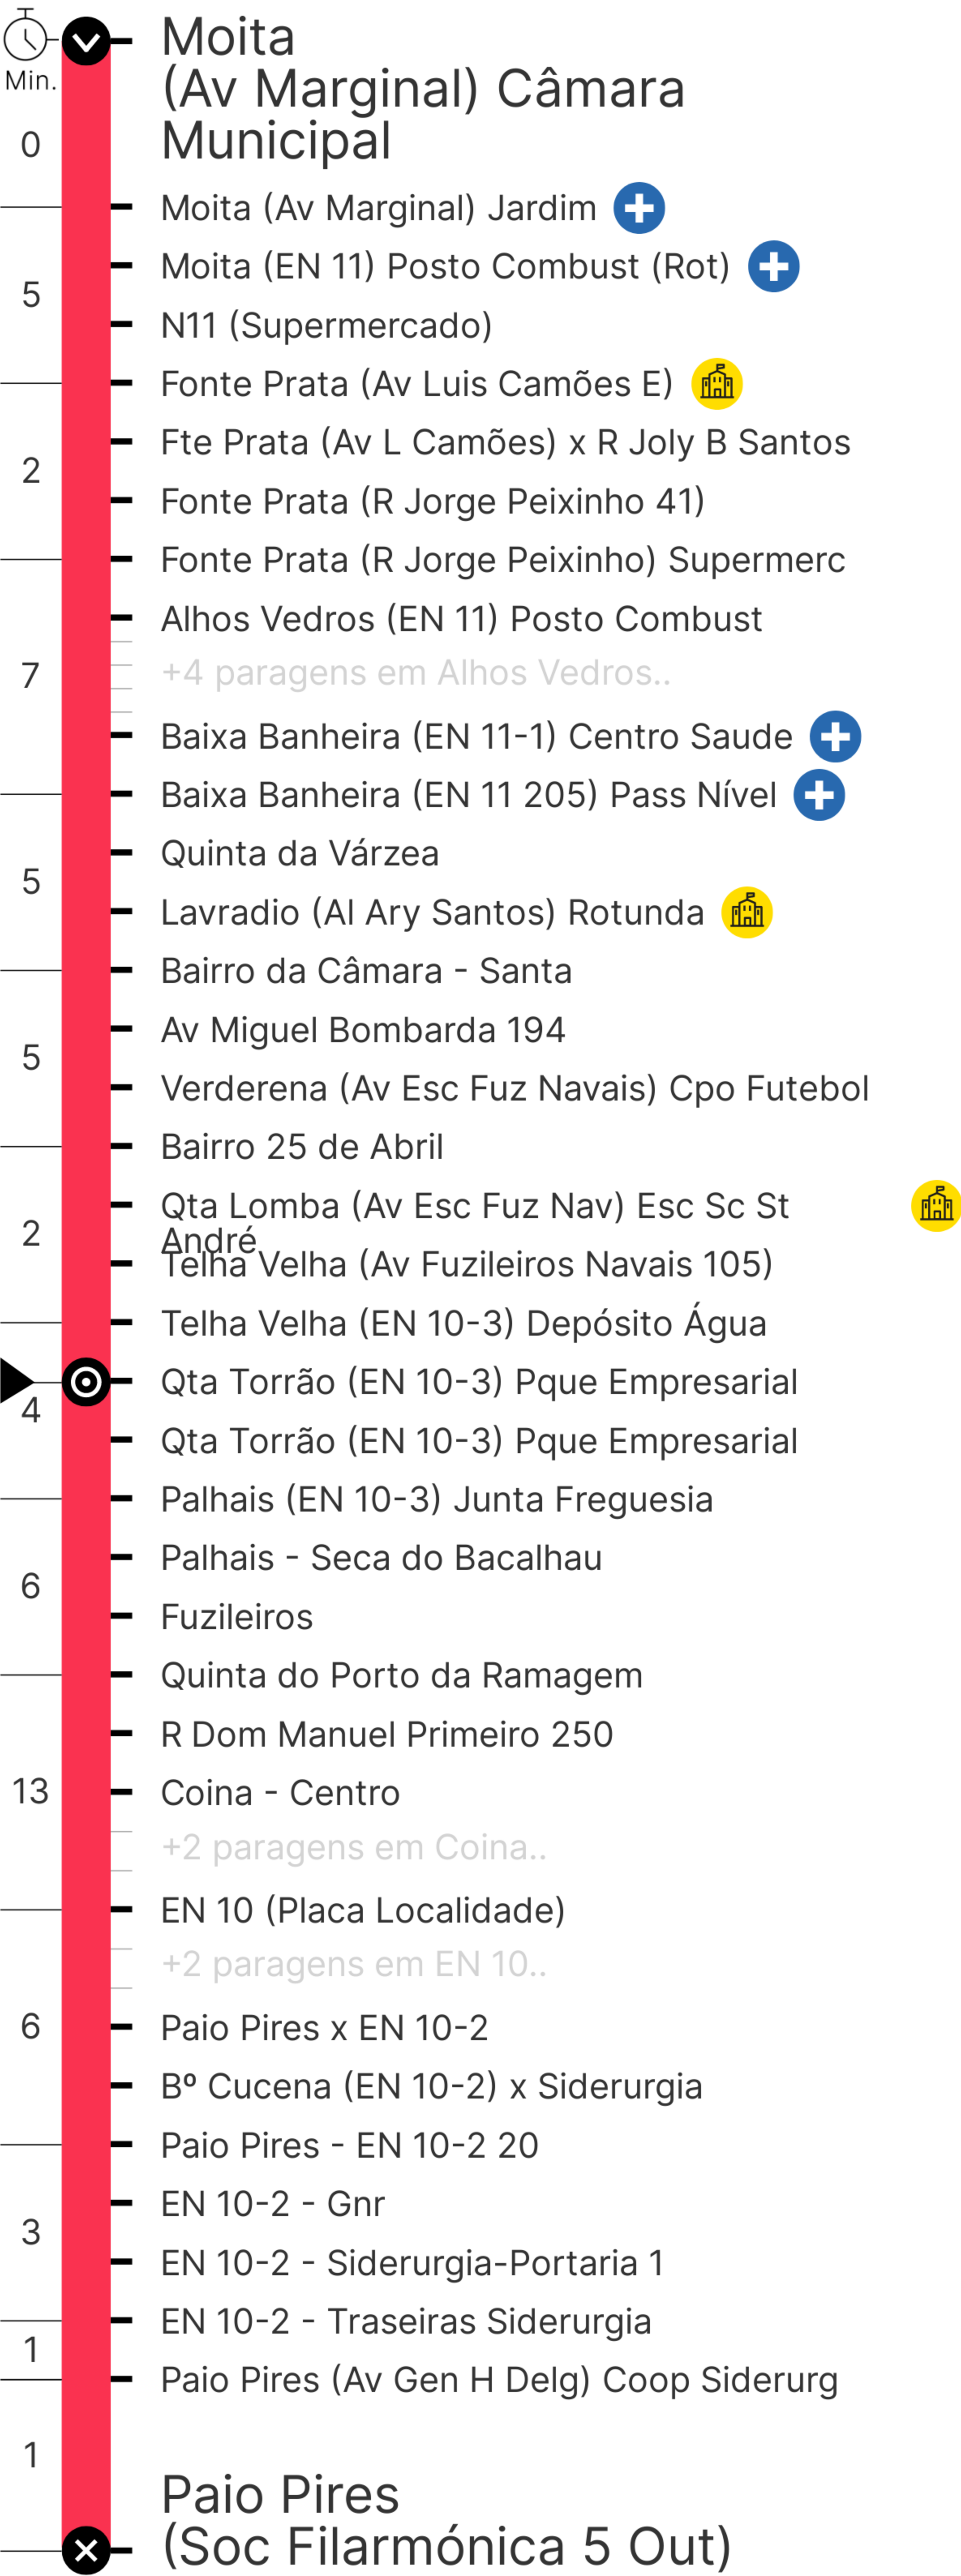 Min.
Moita
(Av Marginal) Câmara
Municipal
0
Moita (Av Marginal) Jardim
Moita (EN 11) Posto Combust (Rot)
5
N11 (Supermercado)
Fonte Prata (Av Luis Camões E)
Fte Prata (Av L Camões) x R Joly B Santos
2
Fonte Prata (R Jorge Peixinho 41)
Fonte Prata (R Jorge Peixinho) Supermerc
Alhos Vedros (EN 11) Posto Combust
7
+4 paragens em Alhos Vedros..
Baixa Banheira (EN 11-1) Centro Saude
Baixa Banheira (EN 11 205) Pass Nível
Quinta da Várzea
5
Lavradio (Al Ary Santos) Rotunda
Bairro da Câmara - Santa
Av Miguel Bombarda 194
5
Verderena (Av Esc Fuz Navais) Cpo Futebol
Bairro 25 de Abril
Qta Lomba (Av Esc Fuz Nav) Esc Sc St
André
2
Telha Velha (Av Fuzileiros Navais 105)
Telha Velha (EN 10-3) Depósito Água
Qta Torrão (EN 10-3) Pque Empresarial
4
Qta Torrão (EN 10-3) Pque Empresarial
Palhais (EN 10-3) Junta Freguesia
Palhais - Seca do Bacalhau
6
Fuzileiros
Quinta do Porto da Ramagem
R Dom Manuel Primeiro 250
13
Coina - Centro
+2 paragens em Coina..
EN 10 (Placa Localidade)
+2 paragens em EN 10..
6
Paio Pires x EN 10-2
Bº Cucena (EN 10-2) x Siderurgia
Paio Pires - EN 10-2 20
EN 10-2 - Gnr
3
EN 10-2 - Siderurgia-Portaria 1
EN 10-2 - Traseiras Siderurgia
1
Paio Pires (Av Gen H Delg) Coop Siderurg
1
Paio Pires
(Soc Filarmónica 5 Out)